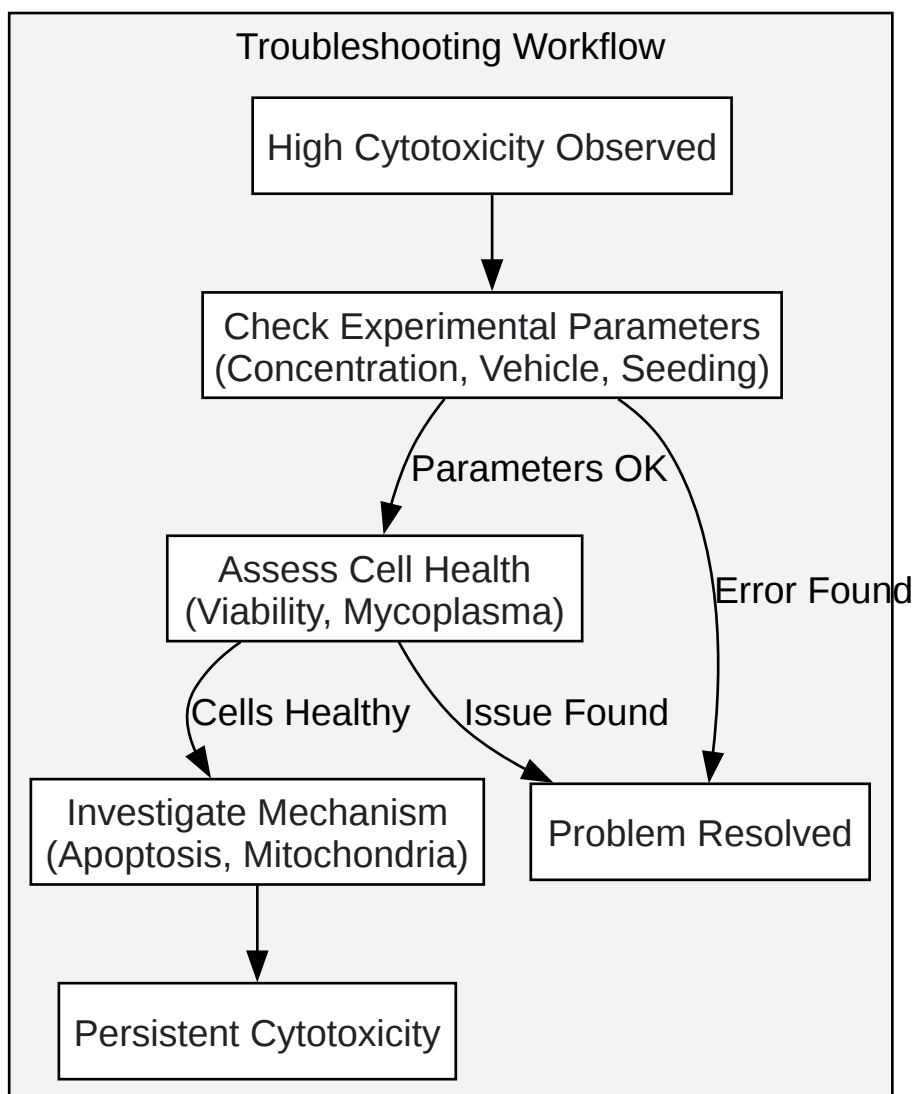 Troubleshooting Workflow
High Cytotoxicity Observed
Check Experimental Parameters
(Concentration, Vehicle, Seeding)
Parameters OK
Error Found
Assess Cell Health
(Viability, Mycoplasma)
Cells Healthy
Issue Found
Investigate Mechanism
(Apoptosis, Mitochondria)
Problem Resolved
Persistent Cytotoxicity